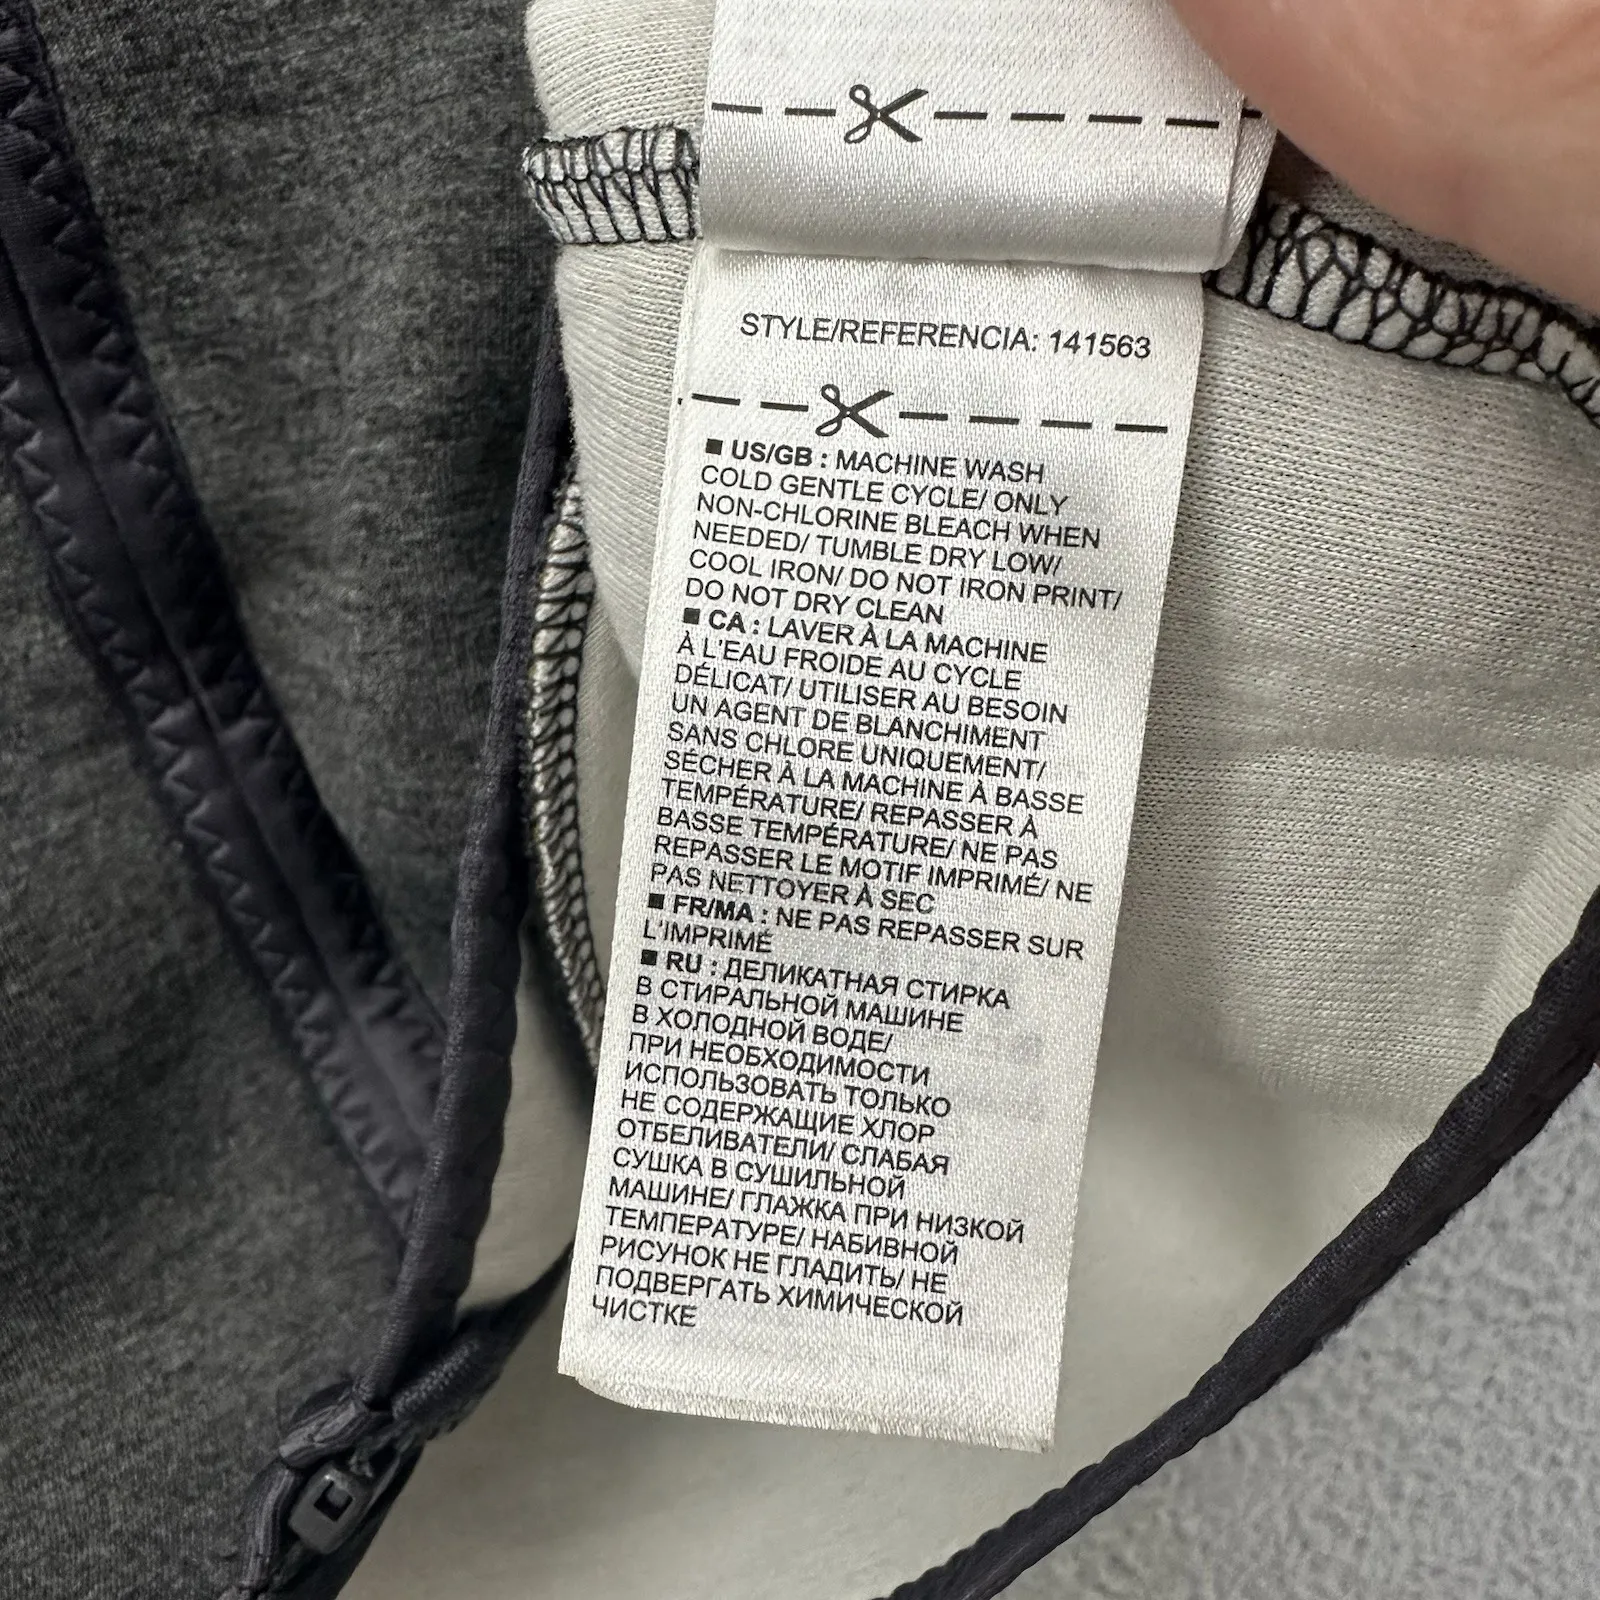 STYLE/REFERENCIA: 141563
■ US/GB : MACHINE WASH
COLD GENTLE CYCLE/ ONLY
NON-CHLORINE BLEACH WHEN
NEEDED/ TUMBLE DRY LOW/
COOL IRON/ DO NOT IRON PRINT/
DO NOT DRY CLEAN
■ CA : LAVER À LA MACHINE
À L'EAU FROIDE AU CYCLE
DÉLICAT/ UTILISER AU BESOIN
UN AGENT DE BLANCHIMENT
SANS CHLORE UNIQUEMENT/
SÉCHER À LA MACHINE À BASSE
TEMPÉRATURE/ REPASSER À
BASSE TEMPÉRATURE/ NE PAS
REPASSER LE MOTIF IMPRIMÉ/ NE
PAS NETTOYER À SEC
■ FR/MA : NE PAS REPASSER SUR
L'IMPRIMÉ
■ RU : ДЕЛИКАТНАЯ СТИРКА
В СТИРАЛЬНОЙ МАШИНЕ
В ХОЛОДНОЙ ВОДЕ/
ПРИ НЕОБХОДИМОСТИ
ИСПОЛЬЗОВАТЬ ТОЛЬКО
НЕ СОДЕРЖАЩИЕ ХЛОР
ОТБЕЛИВАТЕЛИ/ СЛАБАЯ
СУШКА В СУШИЛЬНОЙ
МАШИНЕ/ ГЛАЖКА ПРИ НИЗКОЙ
ТЕМПЕРАТУРЕ/ НАБИВНОЙ
РИСУНОК НЕ ГЛАДИТЬ/ НЕ
ПОДВЕРГАТЬ ХИМИЧЕСКОЙ
ЧИСТКЕ